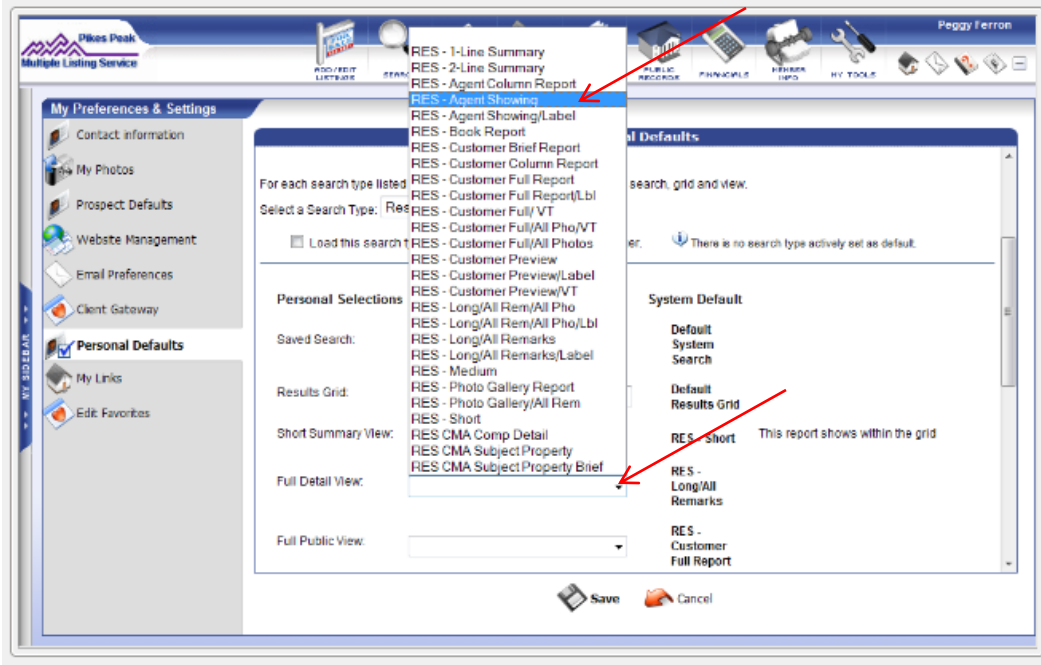 Pikes Peak
Multiple Listing Service
Peggy Ferron
ADD/EDIT
LISTINGS
PUBLIC
RECORDS
FINANCIALS
MEMBER
INFO
MY TOOLS
My Preferences & Settings
Contact information
My Photos
Prospect Defaults
Website Management
Email Preferences
Client Gateway
Personal Defaults
My Links
Edit Favorites
MY SIDEBAR
al Defaults
For each search type listed
search, grid and view.
Select a Search Type: Res
Load this search t
er.
There is no search type actively set as default.
Personal Selections
System Default
Saved Search:
Default
System
Search
Results Grid:
Default
Results Grid
Short Summary View:
RES - Short
This report shows within the grid
Full Detail View:
RES -
Long/All
Remarks
Full Public View:
RES -
Customer
Full Report
RES - 1-Line Summary
RES - 2-Line Summary
RES - Agent Column Report
RES - Agent Showing
RES - Agent Showing/Label
RES - Book Report
RES - Customer Brief Report
RES - Customer Column Report
RES - Customer Full Report
RES - Customer Full Report/Lbl
RES - Customer Full/ VT
RES - Customer Full/All Pho/VT
RES - Customer Full/All Photos
RES - Customer Preview
RES - Customer Preview/Label
RES - Customer Preview/VT
RES - Long/All Rem/All Pho
RES - Long/All Rem/All Pho/Lbl
RES - Long/All Remarks
RES - Long/All Remarks/Label
RES - Medium
RES - Photo Gallery Report
RES - Photo Gallery/All Rem
RES - Short
RES CMA Comp Detail
RES CMA Subject Property
RES CMA Subject Property Brief
Save
Cancel